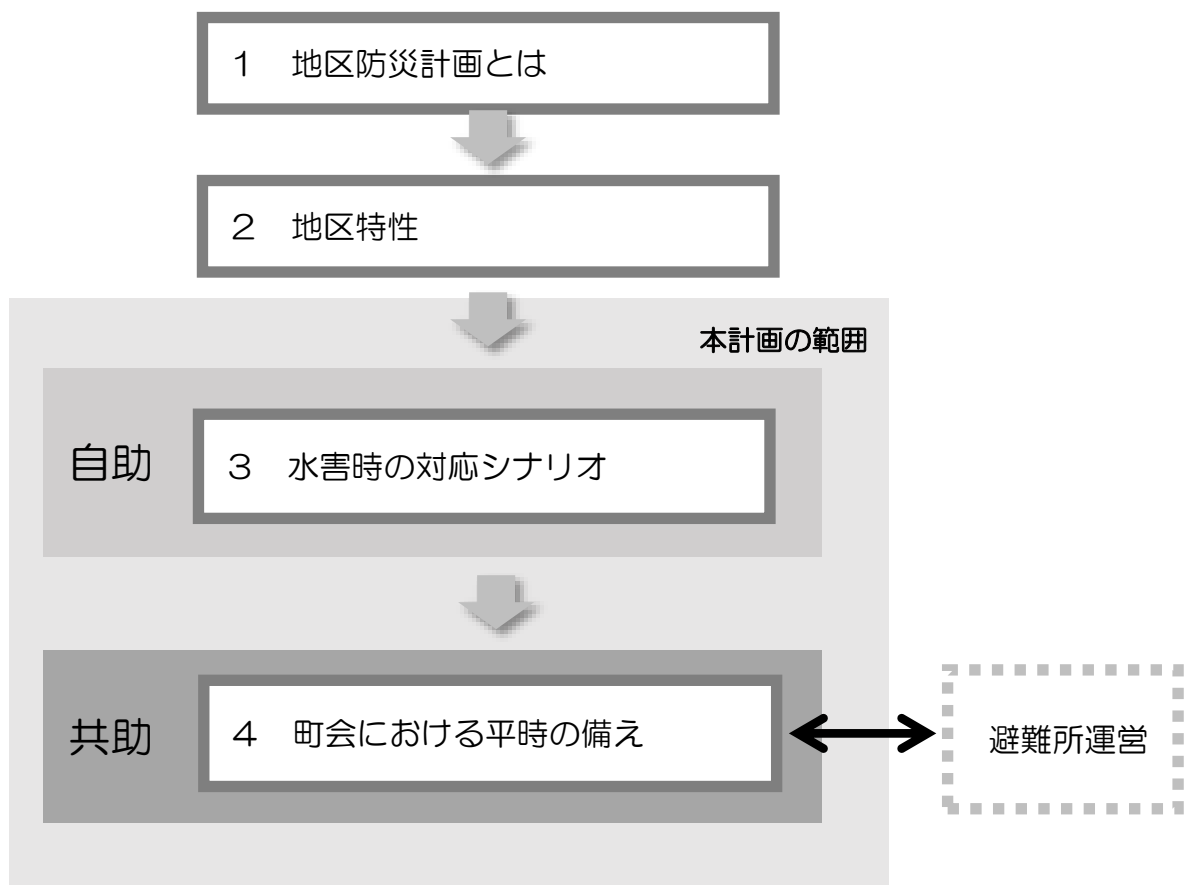 １　地区防災計画とは
２　地区特性
本計画の範囲
自助
３　水害時の対応シナリオ
共助
４　町会における平時の備え
避難所運営